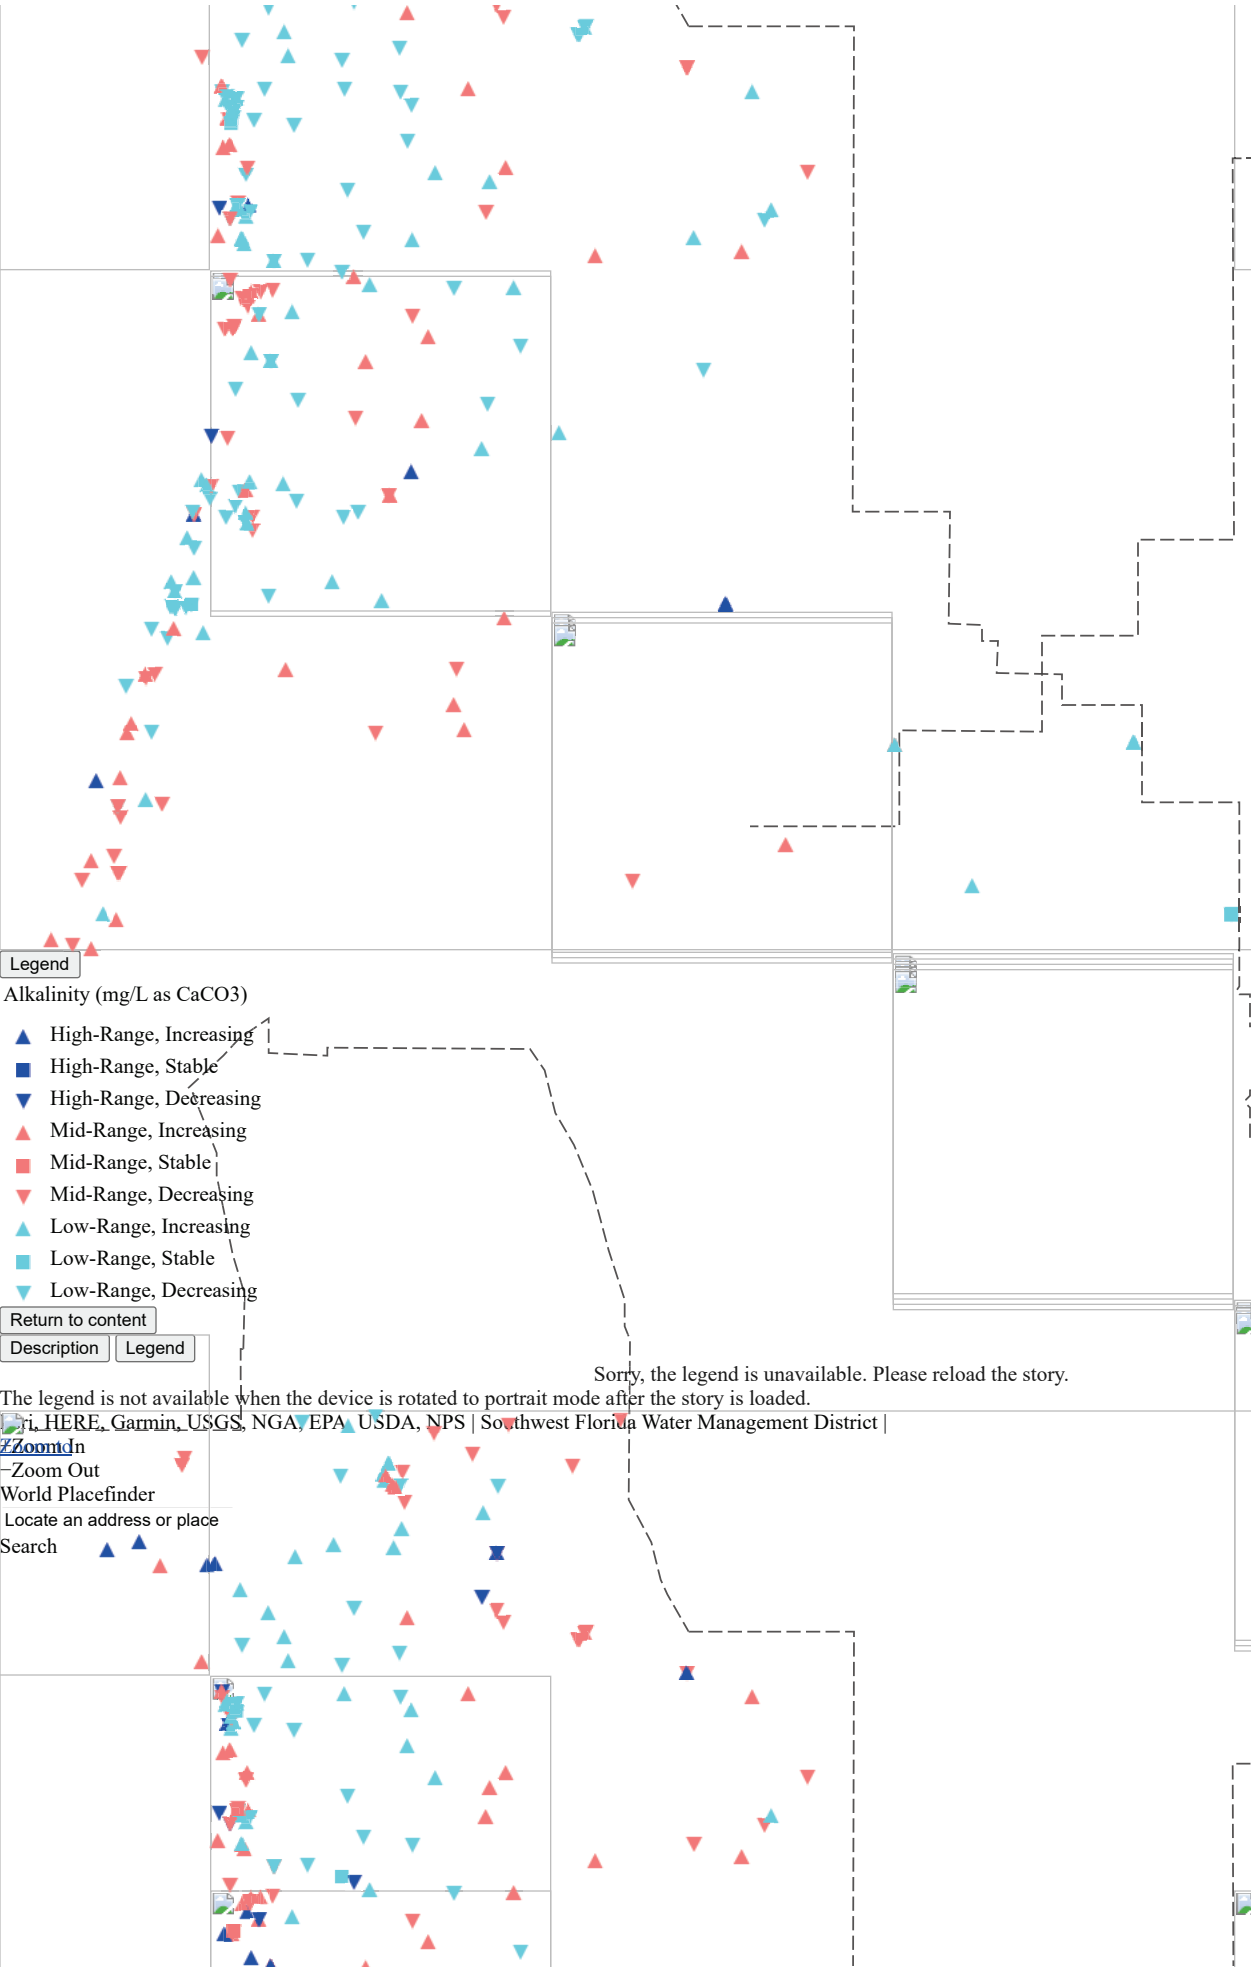 Legend
Alkalinity (mg/L as CaCO3)
High-Range, Increasing
High-Range, Stable
High-Range, Decreasing
Mid-Range, Increasing
Mid-Range, Stable
Mid-Range, Decreasing
Low-Range, Increasing
Low-Range, Stable
Low-Range, Decreasing
Return to content
Description Legend
Sorry, the legend is unavailable. Please reload the story.
The legend is not available when the device is rotated to portrait mode after the story is loaded.
HERE, Garmin, USGS, NGA, EPA, USDA, NPS | Southwest Florida Water Management District |
Zoom In
−Zoom Out
World Placefinder
Locate an address or place
Search